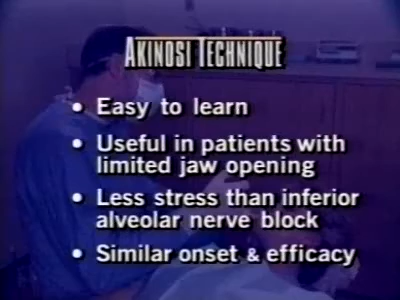 AKINOSI TECHNIQUE
• Easy to learn
• Useful in patients with
limited jaw opening
• Less stress than inferior
alveolar nerve block
• Similar onset & efficacy